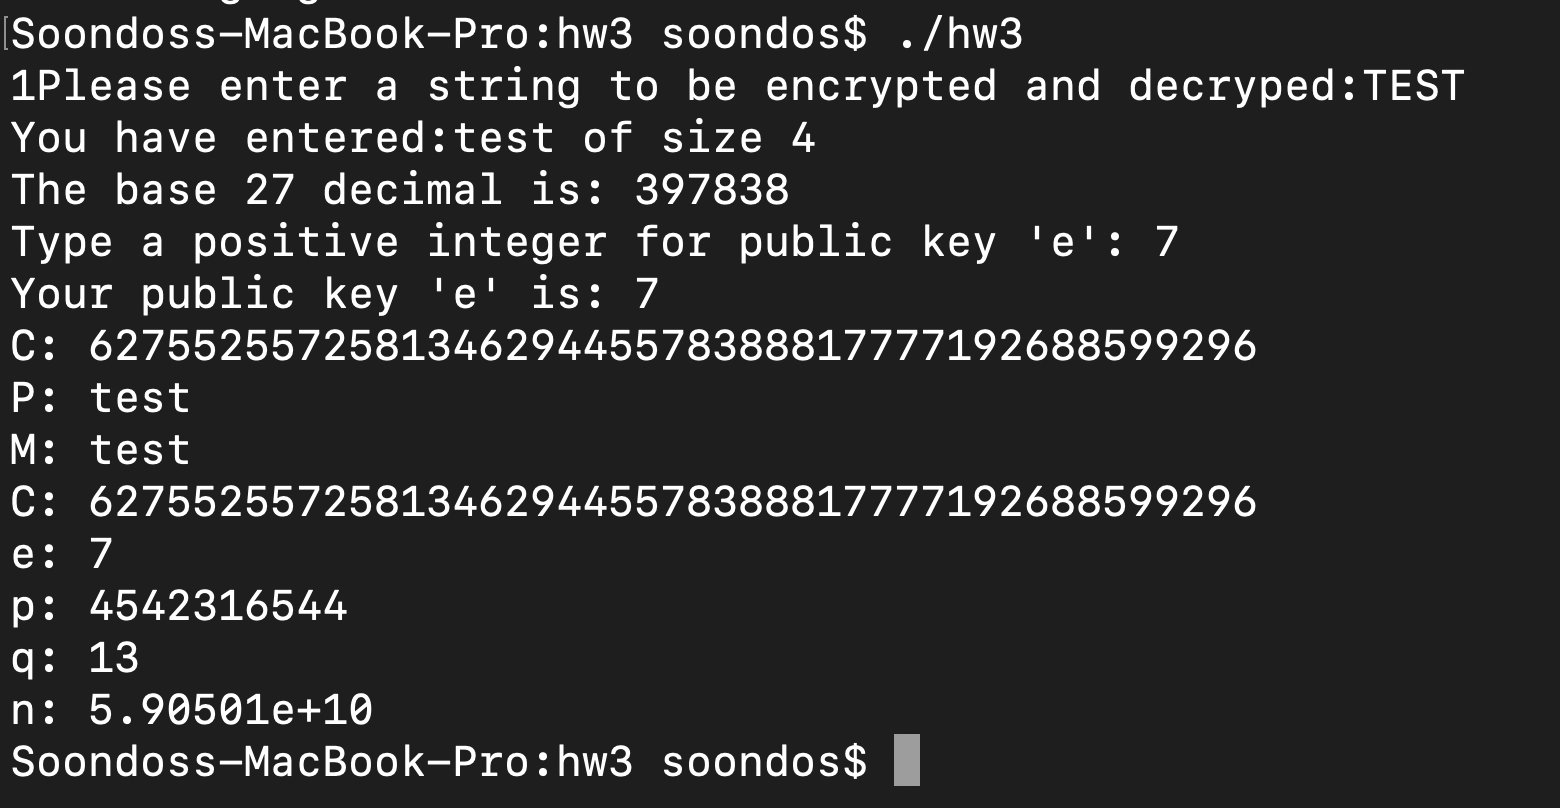 Soondoss-MacBook-Pro:hw3 soondos$ ./hw3
1Please enter a string to be encrypted and decryped:TEST
You have entered:test of size 4
The base 27 decimal is: 397838
Type a positive integer for public key 'e': 7
Your public key 'e' is: 7
C: 627552557258134629445578388817777192688599296
P: test
M: test
C: 627552557258134629445578388817777192688599296
e: 7
p: 4542316544
q: 13
n: 5.90501e+10
Soondoss-MacBook-Pro:hw3 soondos$